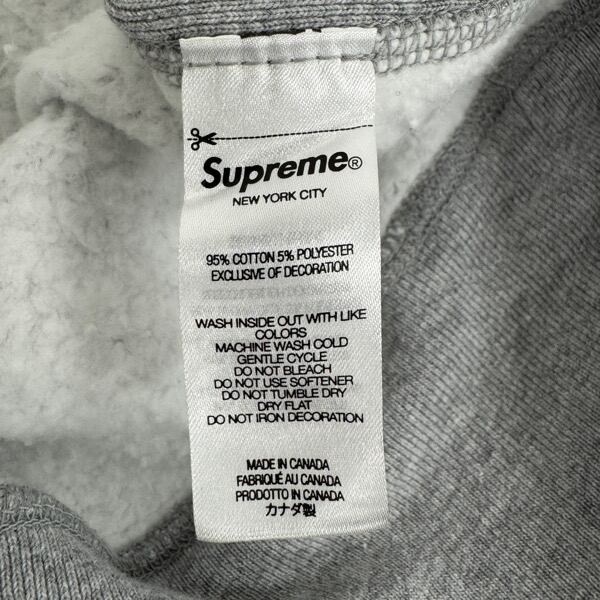 Supreme®
NEW YORK CITY
95% COTTON 5% POLYESTER
EXCLUSIVE OF DECORATION
WASH INSIDE OUT WITH LIKE
COLORS
MACHINE WASH COLD
GENTLE CYCLE
DO NOT BLEACH
DO NOT USE SOFTENER
DO NOT TUMBLE DRY
DRY FLAT
DO NOT IRON DECORATION
MADE IN CANADA
FABRIQUÉ AU CANADA
PRODOTTO IN CANADA
カナダ製